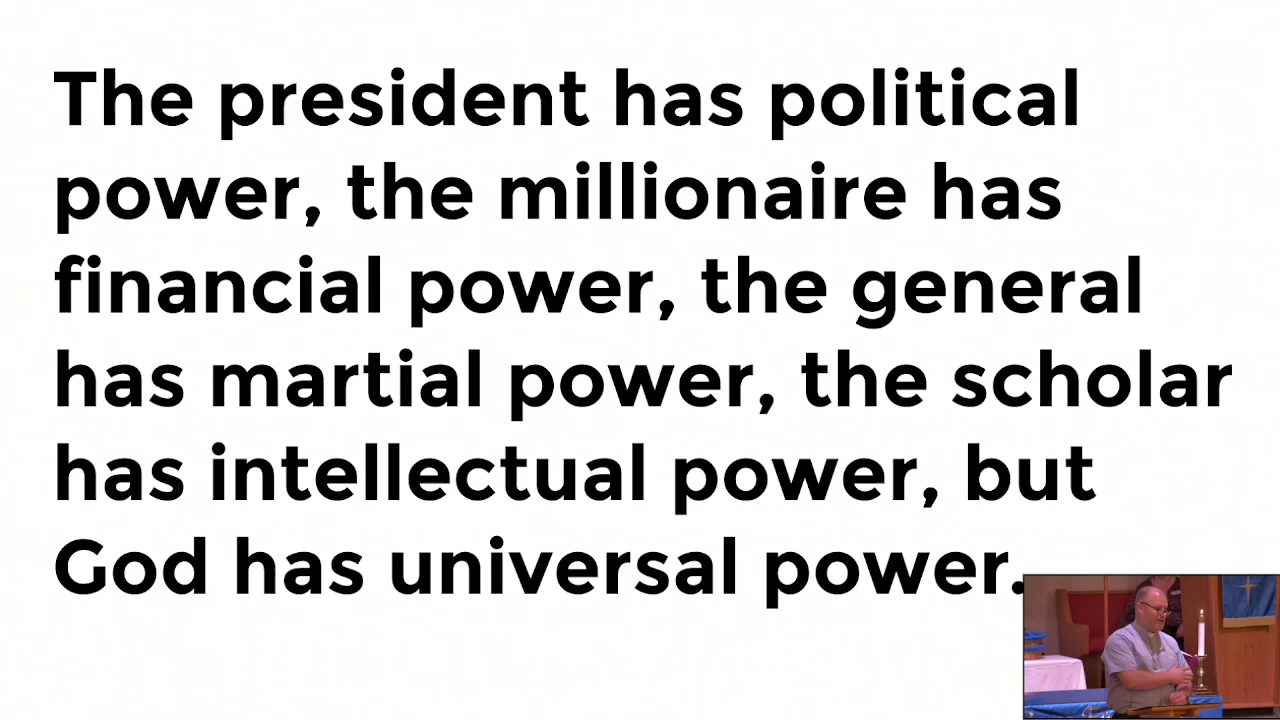 The president has political
power, the millionaire has
financial power, the general
has martial power, the scholar
has intellectual power, but
God has universal power.